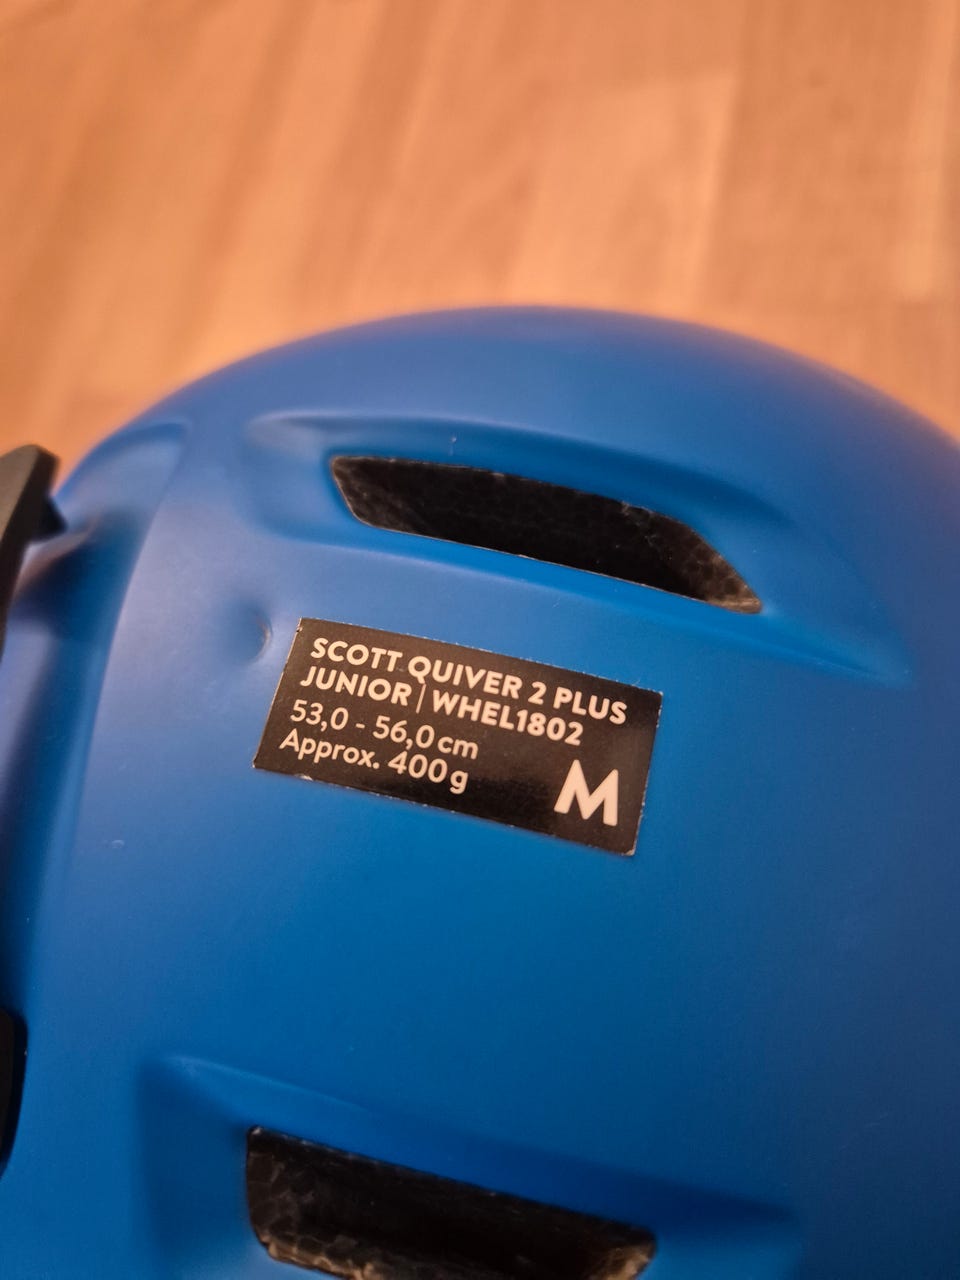 SCOTT QUIVER 2 PLUS
JUNIOR | WHEL1802
53,0 - 56,0 cm
Approx. 400 g
M